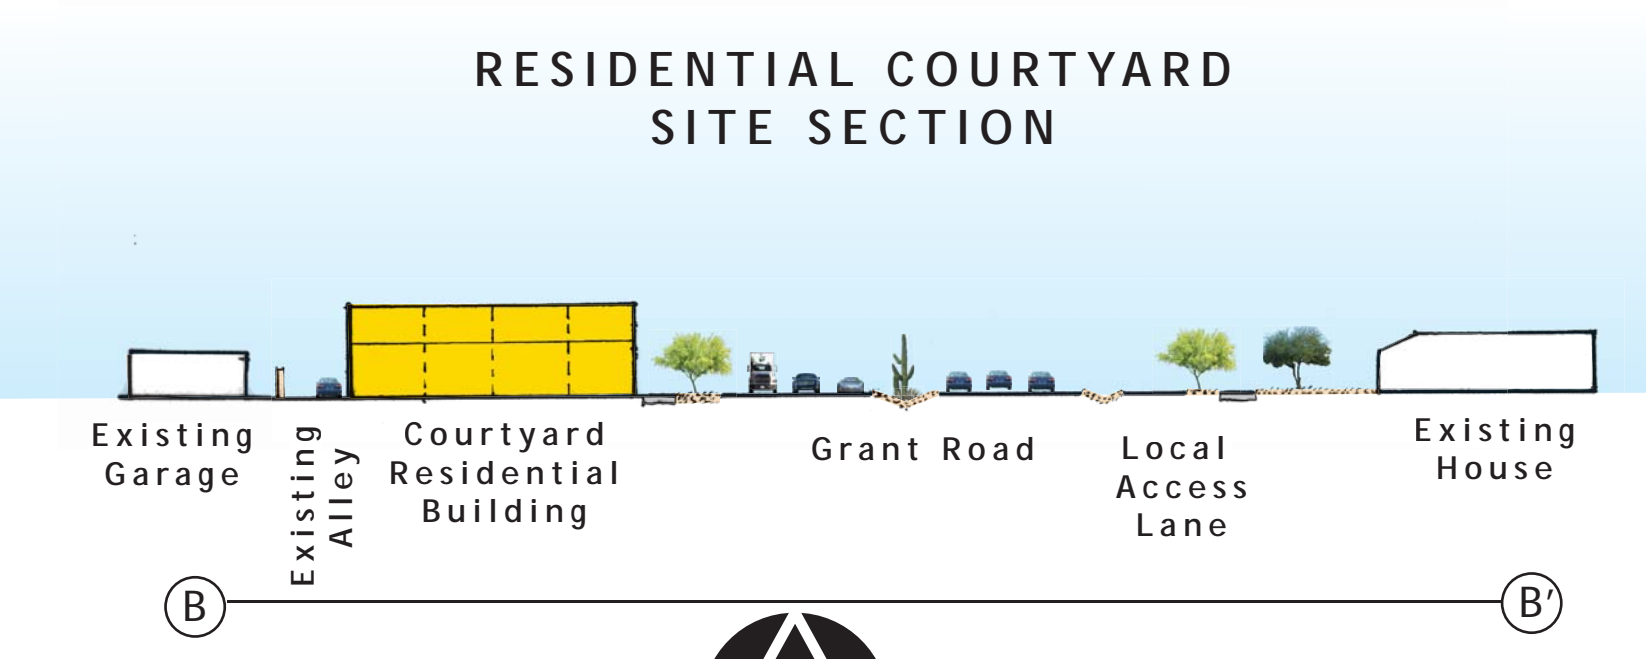 RESIDENTIAL COURTYARD
SITE SECTION
Existing
Garage
Existing
Alley
Courtyard
Residential
Building
Grant Road
Local
Access
Lane
Existing
House
B
B'